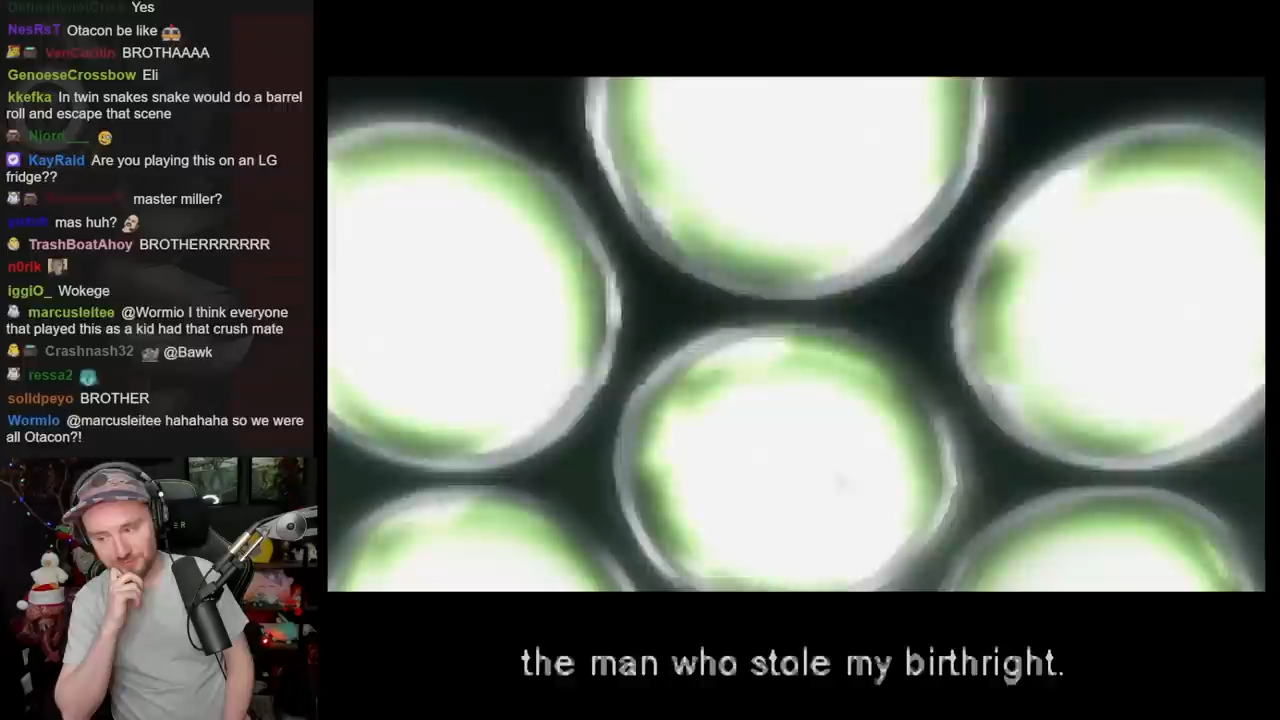 Yes
NesRsT Otacon be like
VenCaritin BROTHAAAA
GenoeseCrossbow Eli
kkefka In twin snakes snake would do a barrel
roll and escape that scene
Njorn___
KayRaid Are you playing this on an LG
fridge??
master miller?
mas huh?
TrashBoatAhoy BROTHERRRRRRR
n0rik
iggiO_ Wokege
marcusleitee @Wormio I think everyone
that played this as a kid had that crush mate
Crashnash32 @Bawk
ressa2
solidpeyo BROTHER
Wormio @marcusleitee hahahaha so we were
all Otacon?!
the man who stole my birthright.